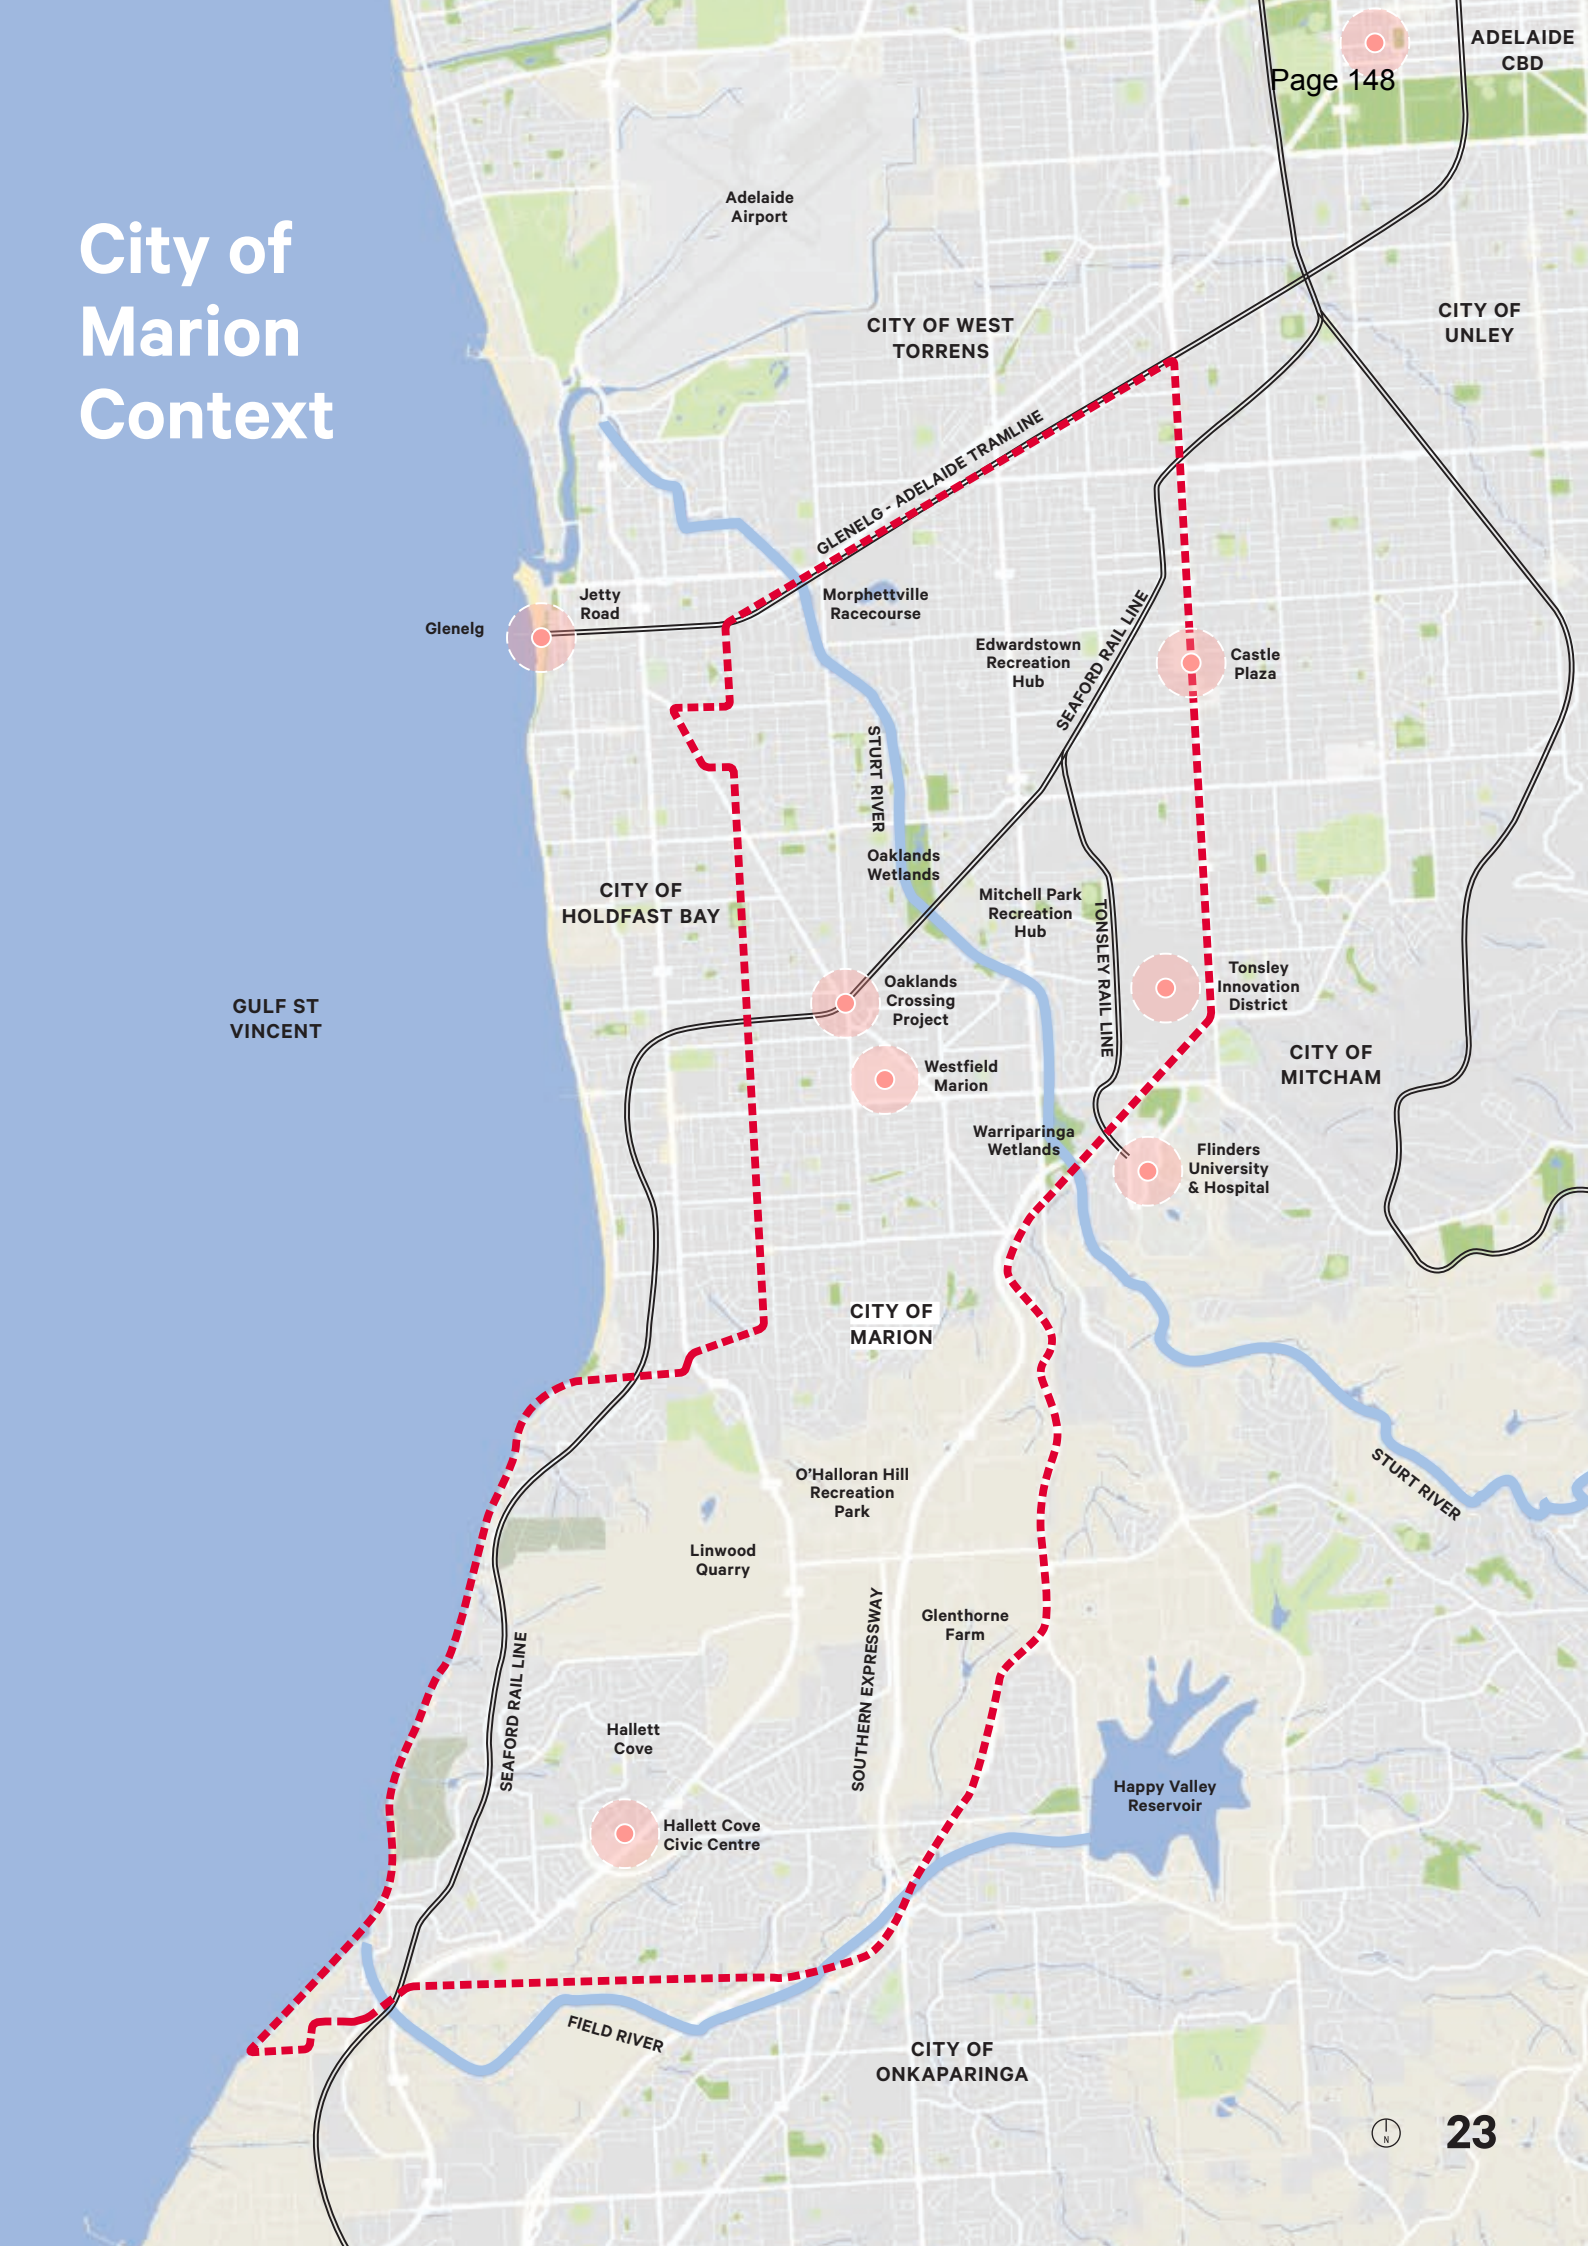 ADELAIDE
CBD
Page 148
City of
Marion
Context
Adelaide
Airport
CITY OF WEST
TORRENS
CITY OF
UNLEY
GLENELG - ADELAIDE TRAMLINE
Jetty
Road
Glenelg
Morphettville
Racecourse
Edwardstown
Recreation
Hub
SEAFORD RAIL LINE
Castle
Plaza
STURT RIVER
Oaklands
Wetlands
CITY OF
HOLDFAST BAY
Mitchell Park
Recreation
Hub
TONSLEY RAIL LINE
Oaklands
Crossing
Project
Tonsley
Innovation
District
GULF ST
VINCENT
CITY OF
MITCHAM
Westfield
Marion
Warriparinga
Wetlands
Flinders
University
& Hospital
CITY OF
MARION
O'Halloran Hill
Recreation
Park
STURT RIVER
Linwood
Quarry
SOUTHERN EXPRESSWAY
Glenthorne
Farm
SEAFORD RAIL LINE
Hallett
Cove
Happy Valley
Reservoir
Hallett Cove
Civic Centre
FIELD RIVER
CITY OF
ONKAPARINGA
N
23